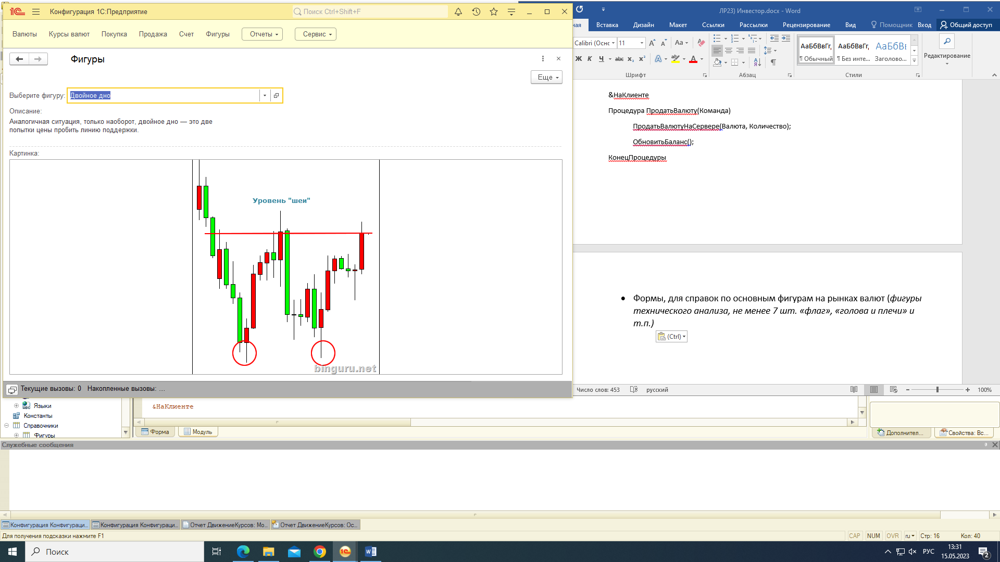 Конфигурация 1С:Предприятие
Поиск Ctrl+Shift+F
Валюты
Курсы валют
Покупка
Продажа
Счет
Фигуры
Отчеты
Сервис
Фигуры
Еще
Выберите фигуру: Двойное дно
Описание:
Аналогичная ситуация, только наоборот, двойное дно — это две
попытки цены пробить линию поддержки.
Картинка:
Уровень "шеи"
binguru.net
Текущие вызовы: 0 Накопленные вызовы: ...
ЛР23) Инвестор.docx - Word
ная
Вставка
Дизайн
Макет
Ссылки
Рассылки
Рецензирование
Вид
Помощник
Вход
Общий доступ
Calibri (Оснс
11
Aa
Ж К Ч abc x₂ x²
АаБбВвГг,
АаБбВвГг,
АаБбВі
¶ Обычный
¶ Без инте...
Заголово...
Редактирование
Шрифт
Абзац
Стили
&НаКлиенте
Процедура ПродатьВалюту(Команда)
ПродатьВалютуНаСервере(Валюта, Количество);
ОбновитьБаланс();
КонецПроцедуры
• Формы, для справок по основным фигурам на рынках валют (фигуры
технического анализа, не менее 7 шт. «флаг», «голова и плечи» и
т.п.)
(Ctrl)
Число слов: 453
русский
100%
Языки
Константы
Справочники
Фигуры
&НаКлиенте
Форма
Модуль
Дополнител...
Свойства: Вс...
Служебные сообщения
Конфигурация Конфигураци...
Конфигурация Конфигураци...
Отчет ДвижениеКурсов: Мо...
Отчет ДвижениеКурсов: Ос...
Для получения подсказки нажмите F1
CAP
NUM
OVR
ru
Стр: 16
Кол: 40
Поиск
РУС
13:31
15.05.2023
2